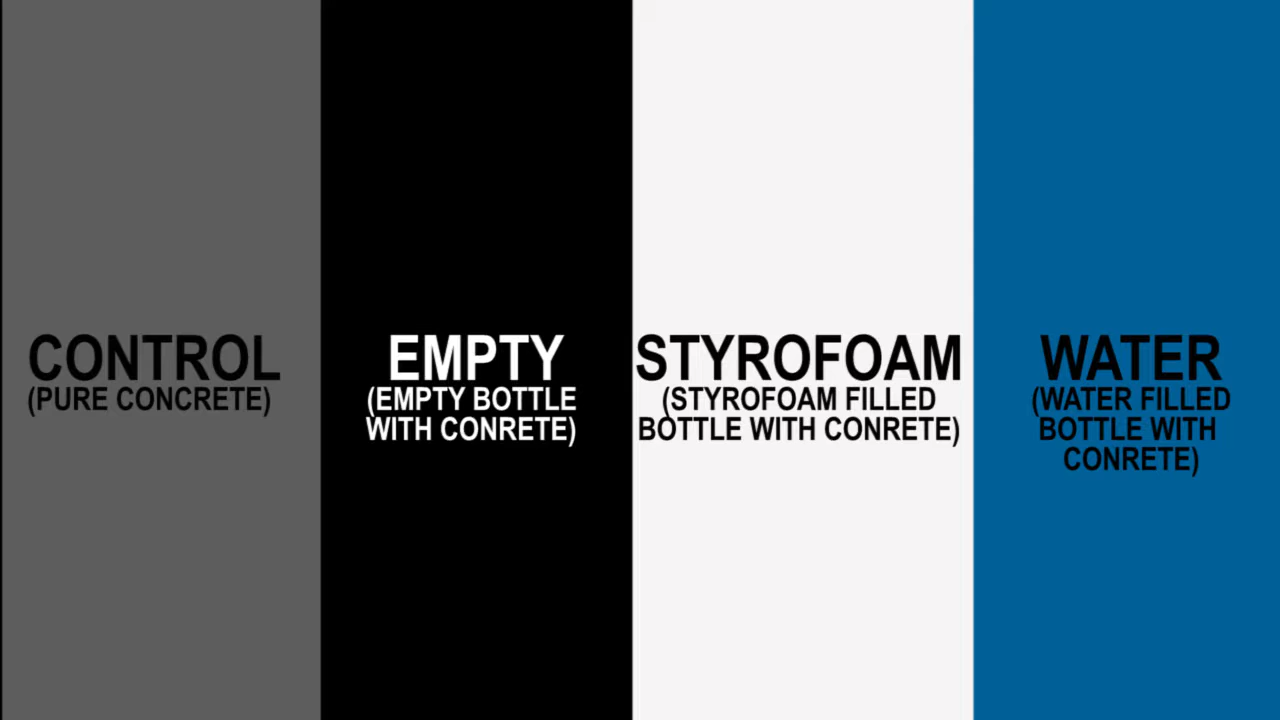 CONTROL
(PURE CONCRETE)
EMPTY
(EMPTY BOTTLE
WITH CONRETE)
STYROFOAM
(STYROFOAM FILLED
BOTTLE WITH CONRETE)
WATER
(WATER FILLED
BOTTLE WITH
CONRETE)